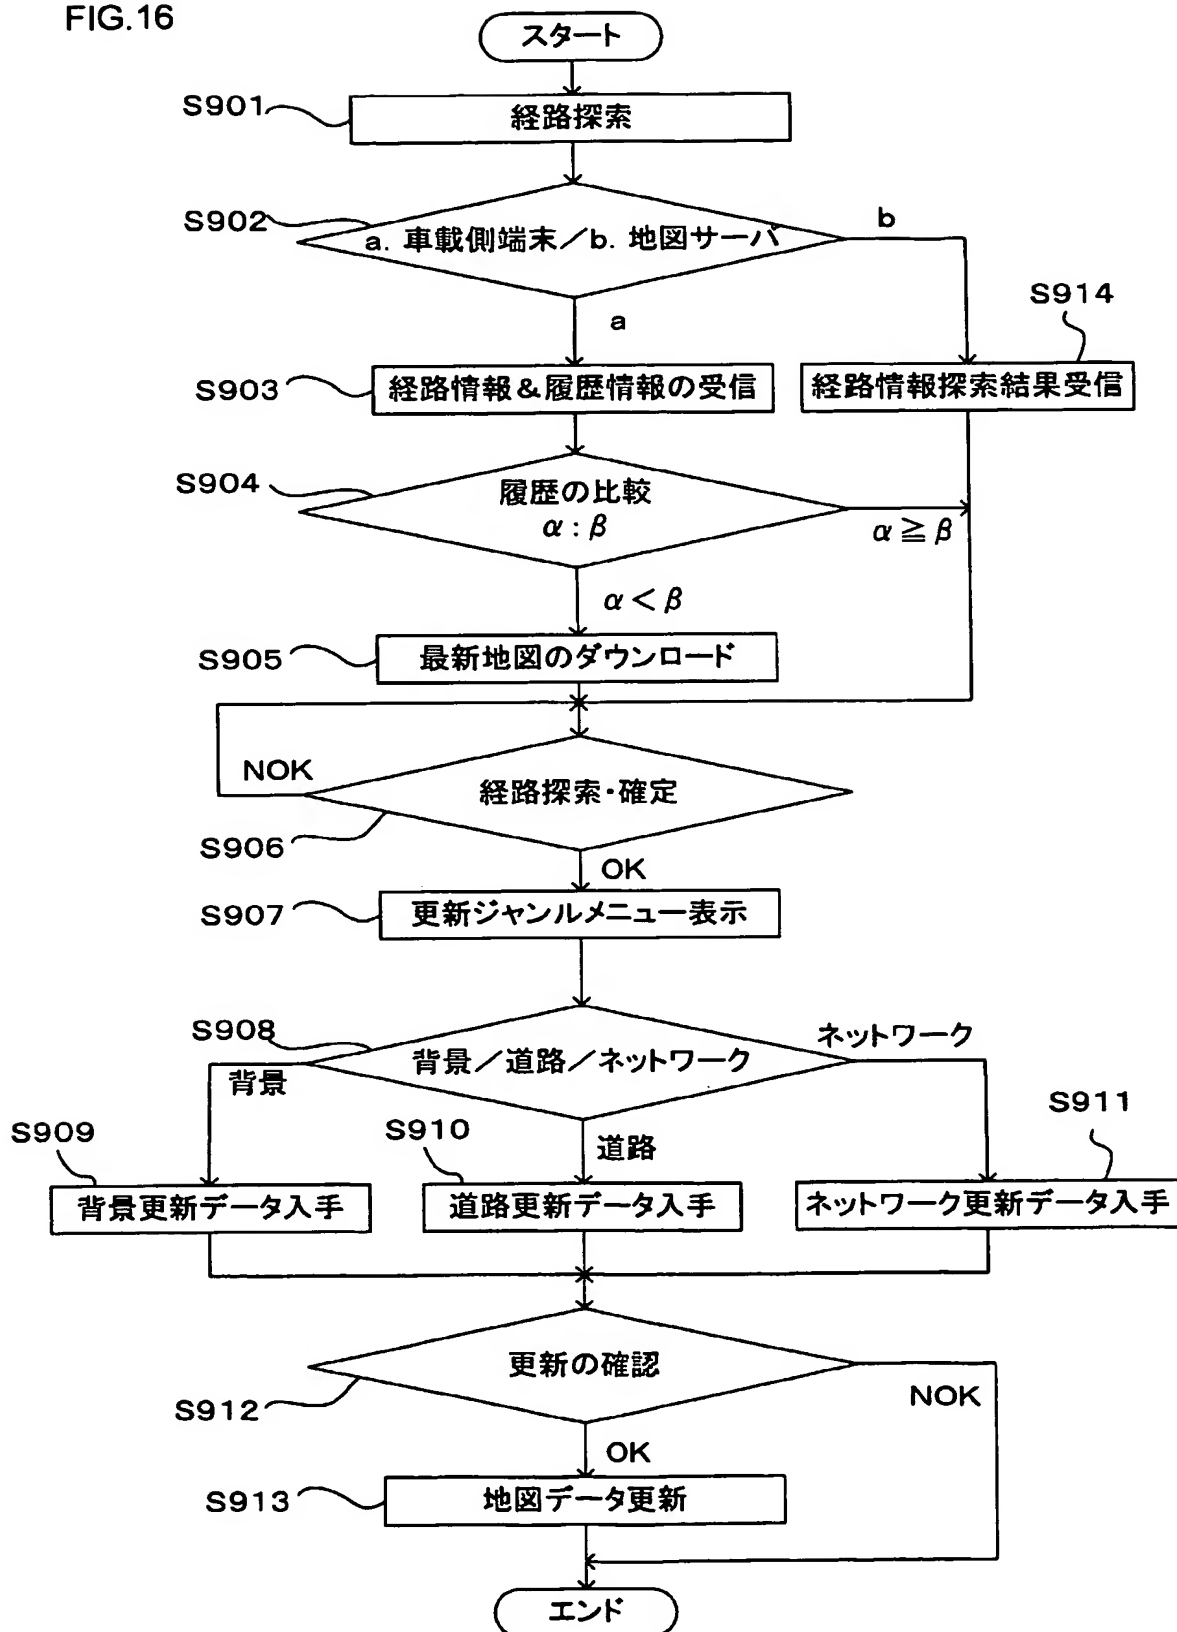 FIG.16
スタート
S901
経路探索
S902
a. 車載側端末／b. 地図サーバ
b
a
S914
S903
経路情報&履歴情報の受信
経路情報探索結果受信
S904
履歴の比較
α：β
α≧β
α＜β
S905
最新地図のダウンロード
NOK
経路探索・確定
S906
OK
S907
更新ジャンルメニュー表示
S908
背景／道路／ネットワーク
ネットワーク
背景
道路
S909
S910
S911
背景更新データ入手
道路更新データ入手
ネットワーク更新データ入手
更新の確認
S912
NOK
OK
S913
地図データ更新
エンド